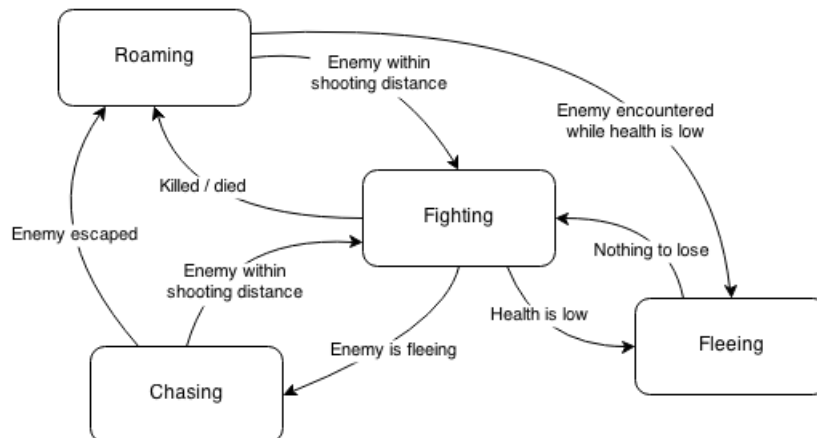 Roaming
Enemy within
shooting distance
Enemy encountered
while health is low
Killed / died
Fighting
Enemy escaped
Nothing to lose
Enemy within
shooting distance
Health is low
Enemy is fleeing
Fleeing
Chasing